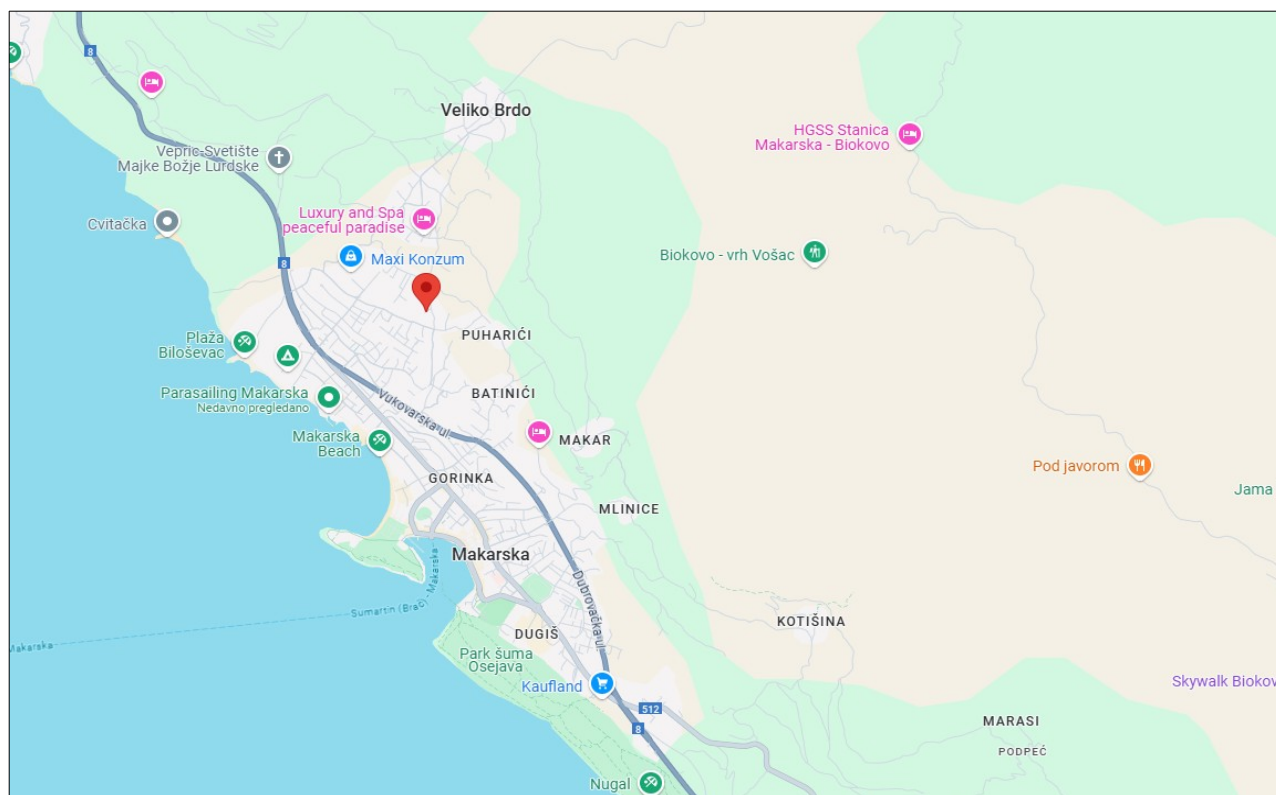 8
Veliko Brdo
HGSS Stanica
Makarska - Biokovo
Vepric-Svetište
Majke Božje Lurdske
Luxury and Spa
peaceful paradise
Cvitačka
Maxi Konzum
Biokovo - vrh Vošac
8
PUHARIĆI
Plaža
Biloševac
BATINIĆI
Parasailing Makarska
Nedavno pregledano
Vukovarska ul.
Makarska
Beach
MAKAR
Pod javorom
GORINKA
Jama
MLINICE
Makarska
Sumartin (Brač) - Makarska
Makarska
Dubrovačka ul.
KOTIŠINA
DUGIŠ
Park šuma
Osejava
Kaufland
Skywalk Biokov
512
8
MARASI
PODPEĆ
Nugal